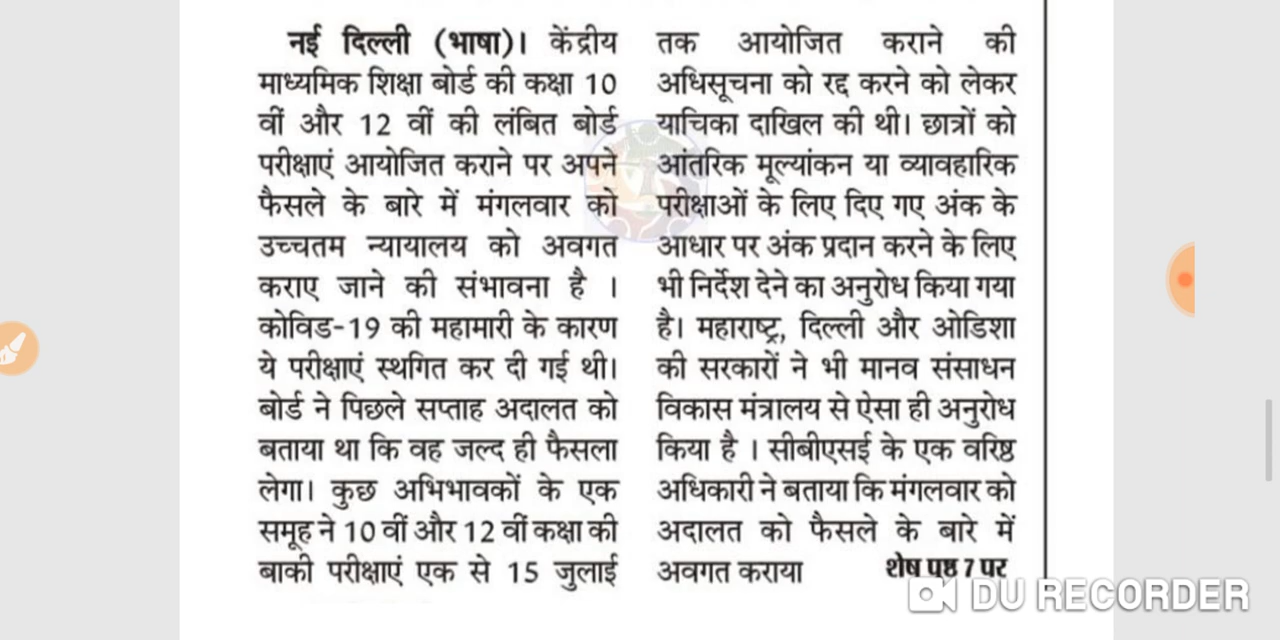 नई दिल्ली (भाषा)। केंद्रीय
माध्यमिक शिक्षा बोर्ड की कक्षा 10
वीं और 12 वीं की लंबित बोर्ड
परीक्षाएं आयोजित कराने पर अपने
फैसले के बारे में मंगलवार को
उच्चतम न्यायालय को अवगत
कराए जाने की संभावना है ।
कोविड-19 की महामारी के कारण
ये परीक्षाएं स्थगित कर दी गई थी।
बोर्ड ने पिछले सप्ताह अदालत को
बताया था कि वह जल्द ही फैसला
लेगा। कुछ अभिभावकों के एक
समूह ने 10 वीं और 12 वीं कक्षा की
बाकी परीक्षाएं एक से 15 जुलाई
तक आयोजित कराने की
अधिसूचना को रद्द करने को लेकर
याचिका दाखिल की थी। छात्रों को
आंतरिक मूल्यांकन या व्यावहारिक
परीक्षाओं के लिए दिए गए अंक के
आधार पर अंक प्रदान करने के लिए
भी निर्देश देने का अनुरोध किया गया
है। महाराष्ट्र, दिल्ली और ओडिशा
की सरकारों ने भी मानव संसाधन
विकास मंत्रालय से ऐसा ही अनुरोध
किया है । सीबीएसई के एक वरिष्ठ
अधिकारी ने बताया कि मंगलवार को
अदालत को फैसले के बारे में
अवगत कराया शेष पृष्ठ 7 पर
DU RECORDER